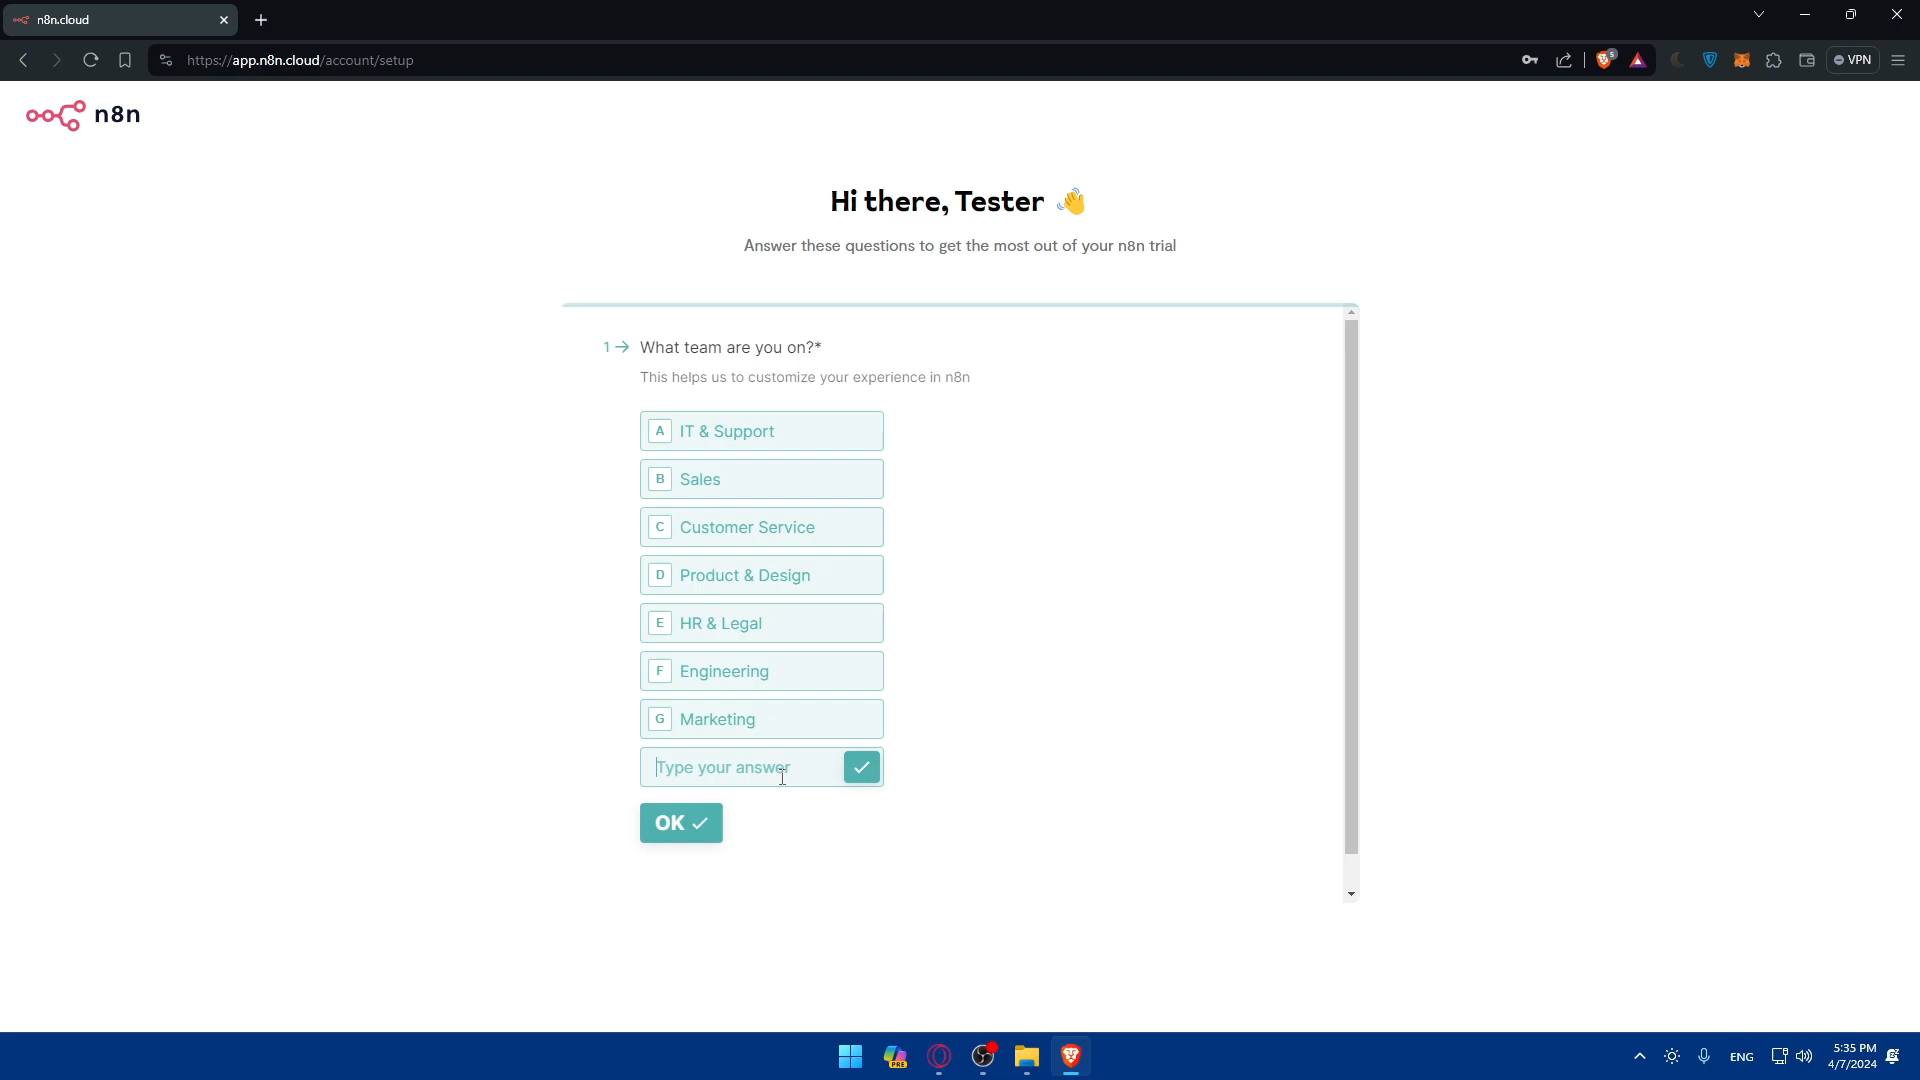 n8n.cloud
https://app.n8n.cloud/account/setup
VPN
n8n
Hi there, Tester 👋
Answer these questions to get the most out of your n8n trial
1 → What team are you on?*
This helps us to customize your experience in n8n
A IT & Support
B Sales
C Customer Service
D Product & Design
E HR & Legal
F Engineering
G Marketing
Type your answer
OK
PRE
ENG
5:35 PM
4/7/2024